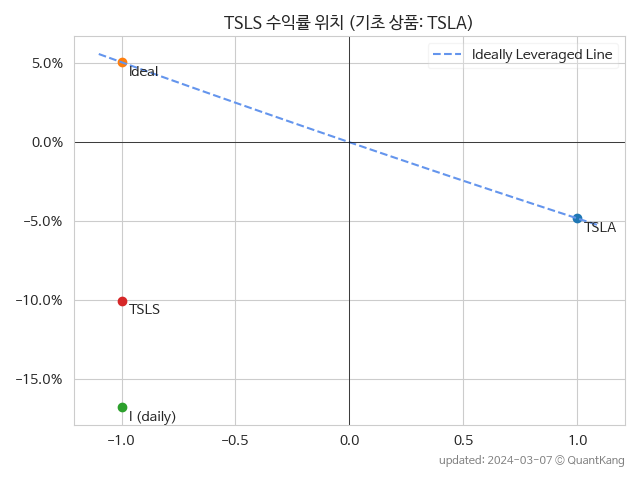 TSLS 수익률 위치 (기초 상품: TSLA)
Ideally Leveraged Line
5.0%
Ideal
0.0%
−5.0%
TSLA
−10.0%
TSLS
−15.0%
I (daily)
−1.0
−0.5
0.0
0.5
1.0
updated: 2024-03-07 © QuantKang